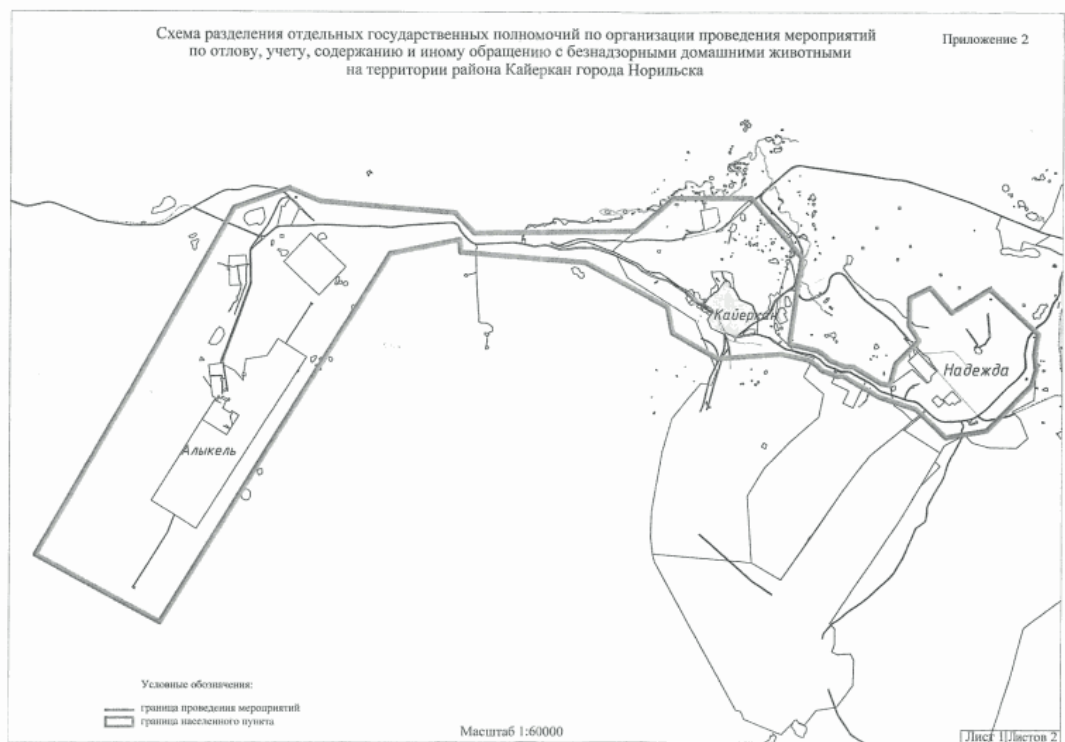 Схема разделения отдельных государственных полномочий по организации проведения мероприятий
по отлову, учету, содержанию и иному обращению с безнадзорными домашними животными
на территории района Кайеркан города Норильска
Приложение 2
Кайеркан
Надежда
Алыкель
Условные обозначения:
граница проведения мероприятий
граница населенного пункта
Масштаб 1:60000
Лист 1 Листов 2